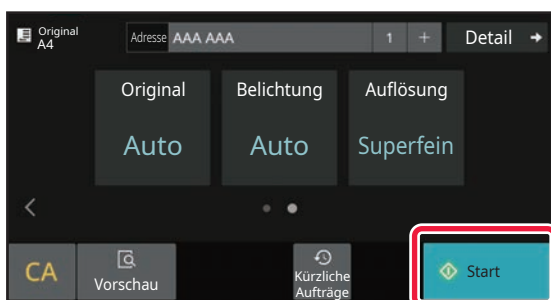 Original
A4
Adresse AAA AAA 1 + Detail
Original Belichtung Auflösung
Auto Auto Superfein
CA Vorschau Kürzliche Aufträge Start